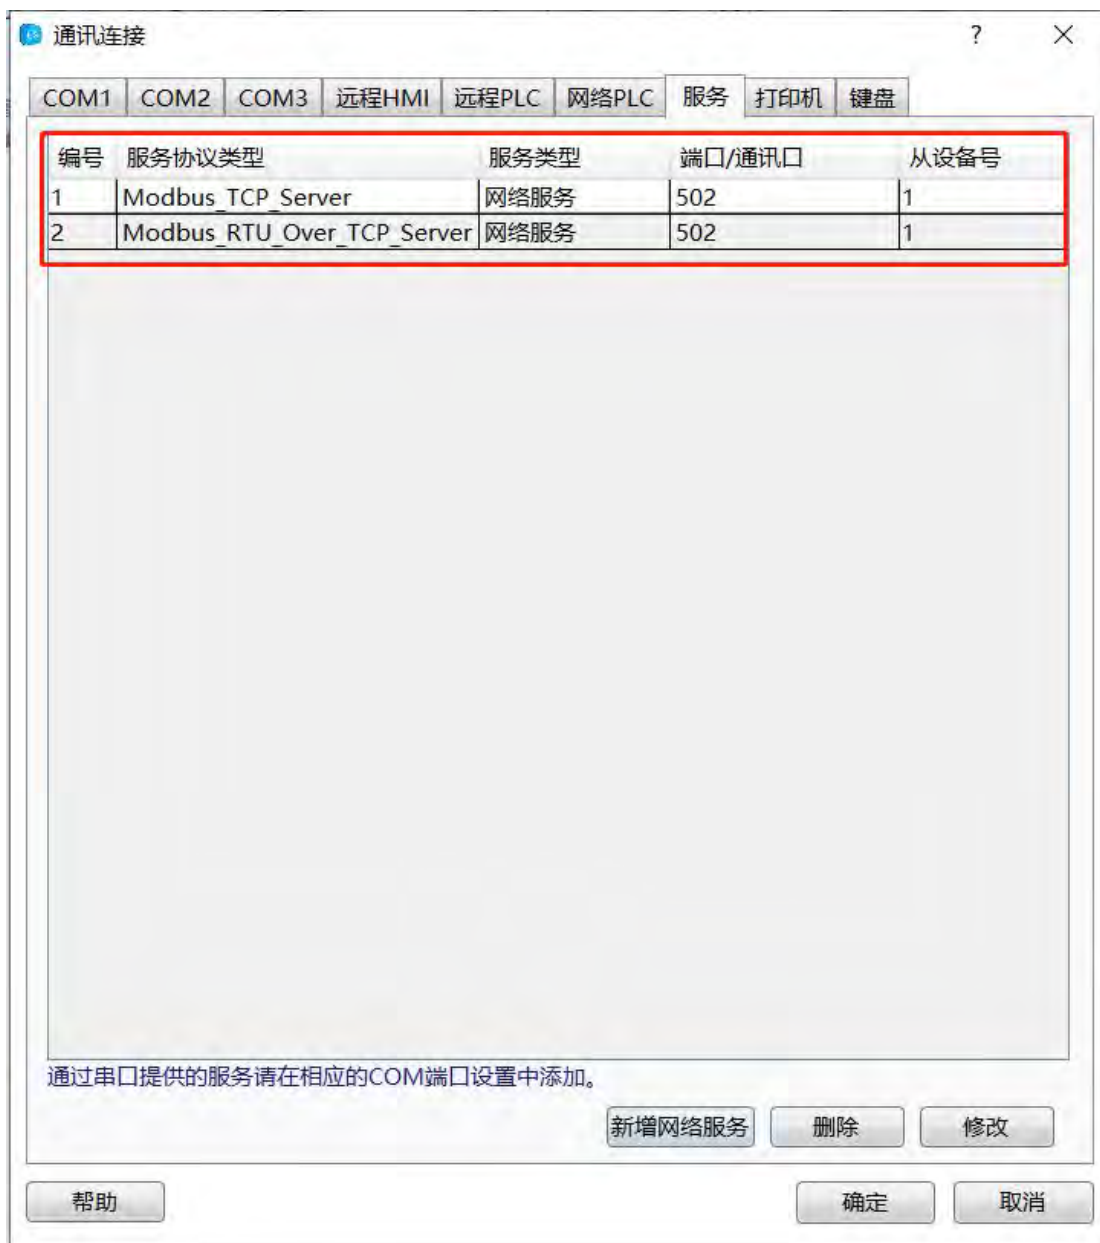 通讯连接 ?
COM1 COM2 COM3 远程HMI 远程PLC 网络PLC 服务 打印机 键盘
编号 服务协议类型 服务类型 端口/通讯口 从设备号
1 Modbus_TCP_Server 网络服务 502 1
2 Modbus_RTU_Over_TCP_Server 网络服务 502 1
通过串口提供的服务请在相应的COM端口设置中添加。
新增网络服务 删除 修改
帮助 确定 取消